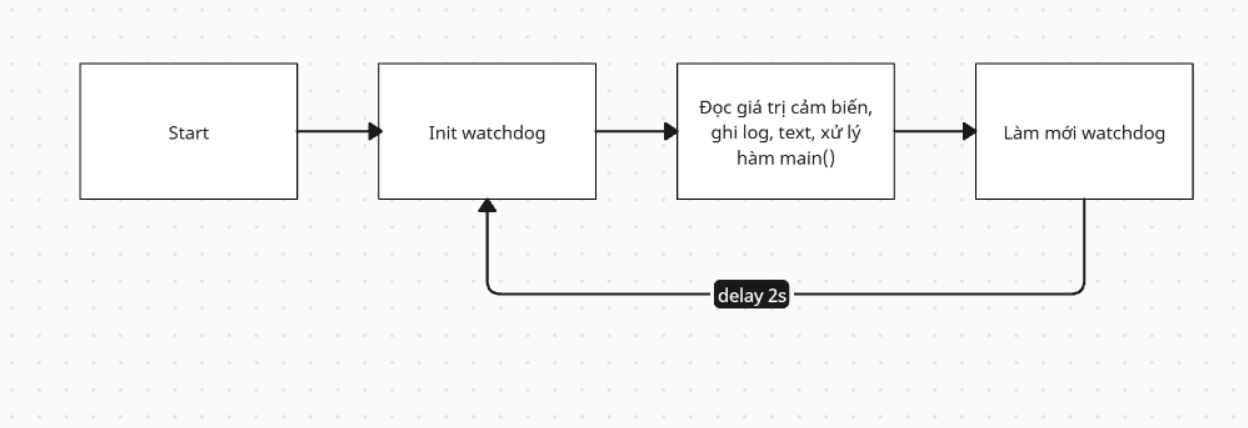 Start
Init watchdog
Đọc giá trị cảm biến,
ghi log, text, xử lý
hàm main()
Làm mới watchdog
delay 2s